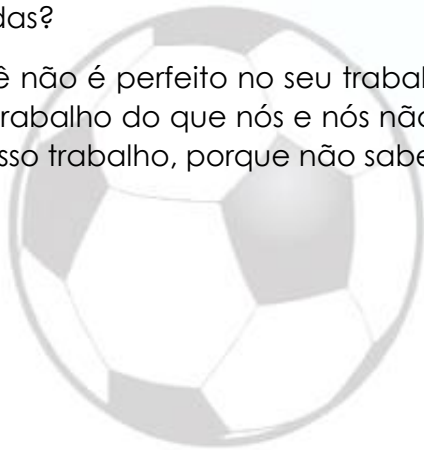 das?
ê não é perfeito no seu trabal
rabalho do que nós e nós não
sso trabalho, porque não sabe